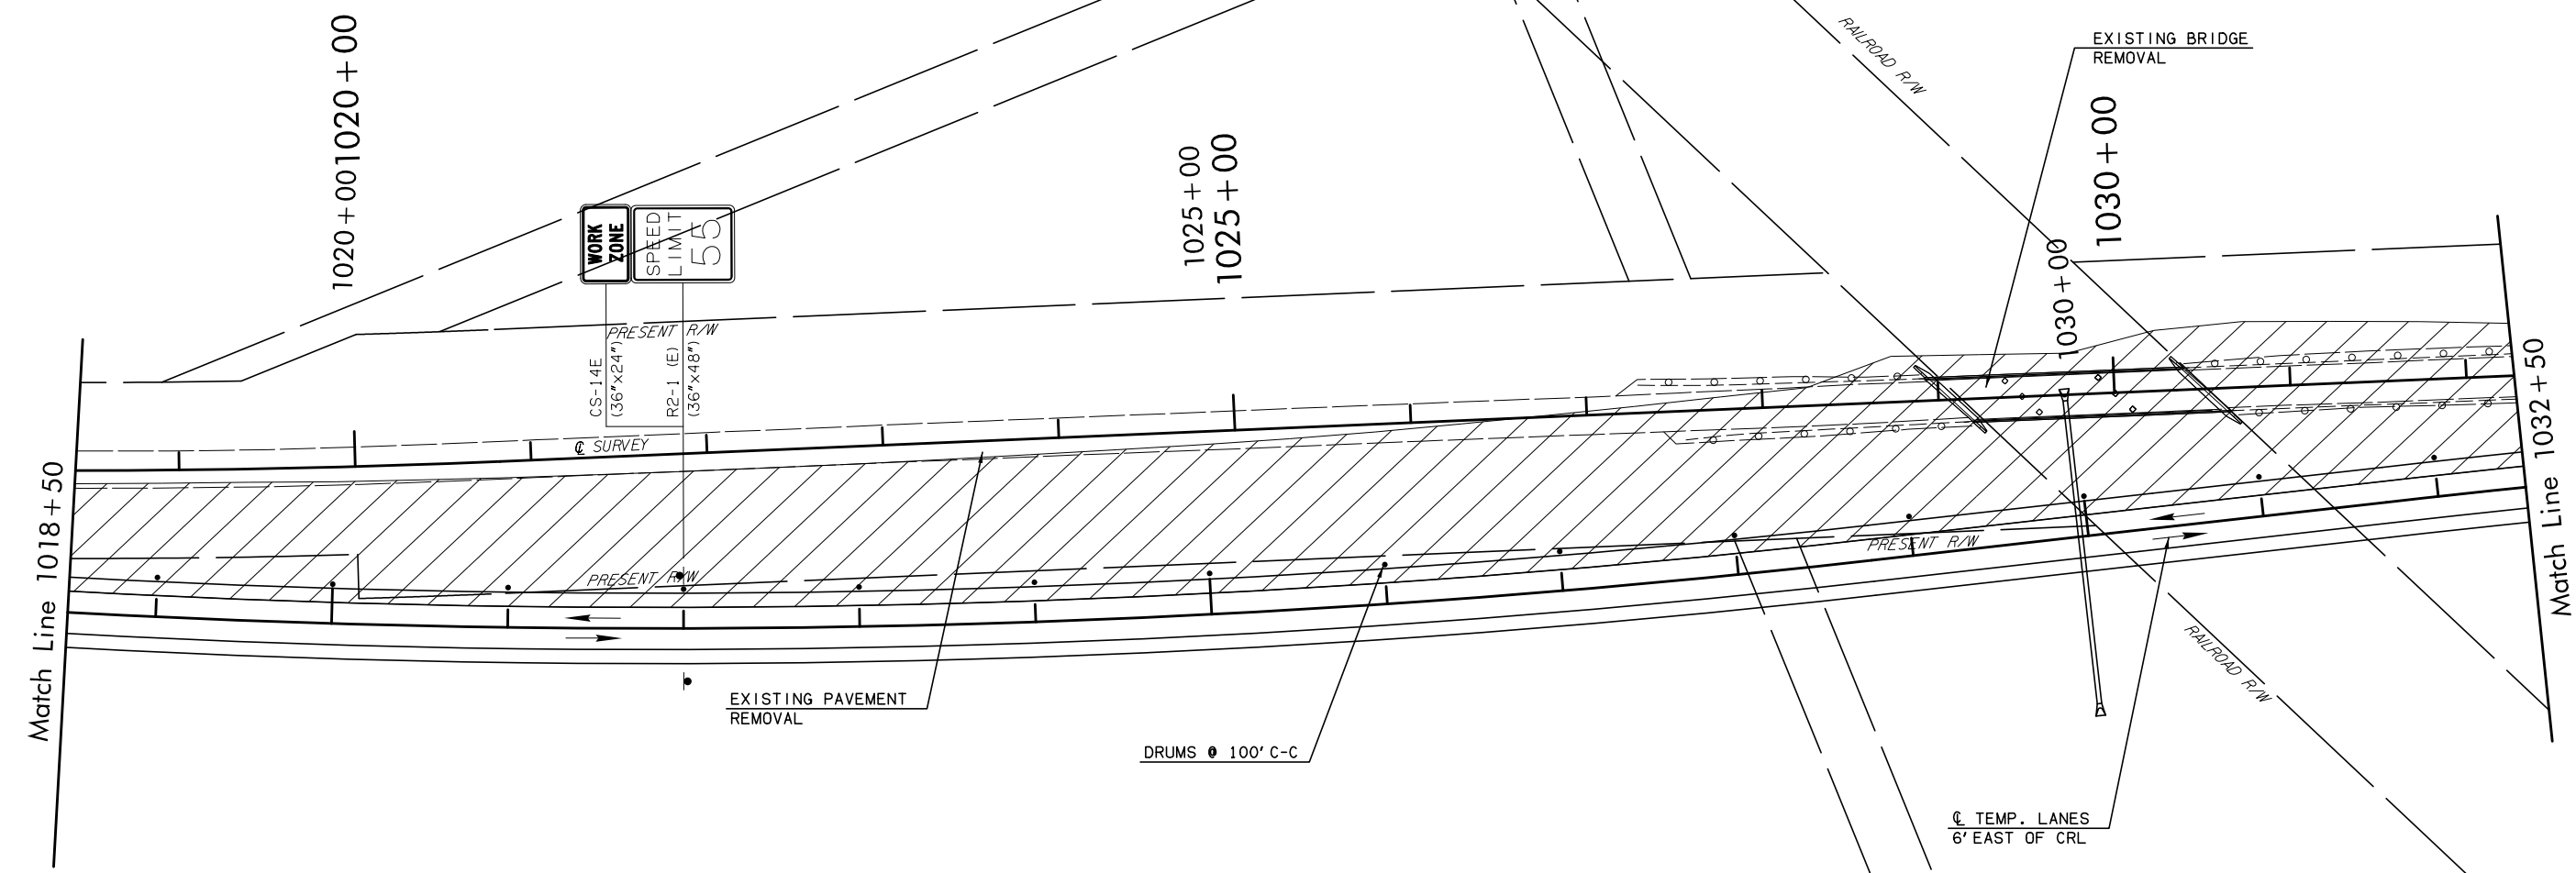 1020+00
1020+00
WORK
ZONE
SPEED
LIMIT
55
CS-14E
(36"x24")
R2-1 (E)
(36"x48")
PRESENT R/W
℄ SURVEY
PRESENT R/W
1025+00
1025+00
RAILROAD R/W
EXISTING BRIDGE
REMOVAL
1030+00
1030+00
Match Line 1018+50
Match Line 1032+50
PRESENT R/W
RAILROAD R/W
EXISTING PAVEMENT
REMOVAL
DRUMS @ 100' C-C
℄ TEMP. LANES
6' EAST OF CRL